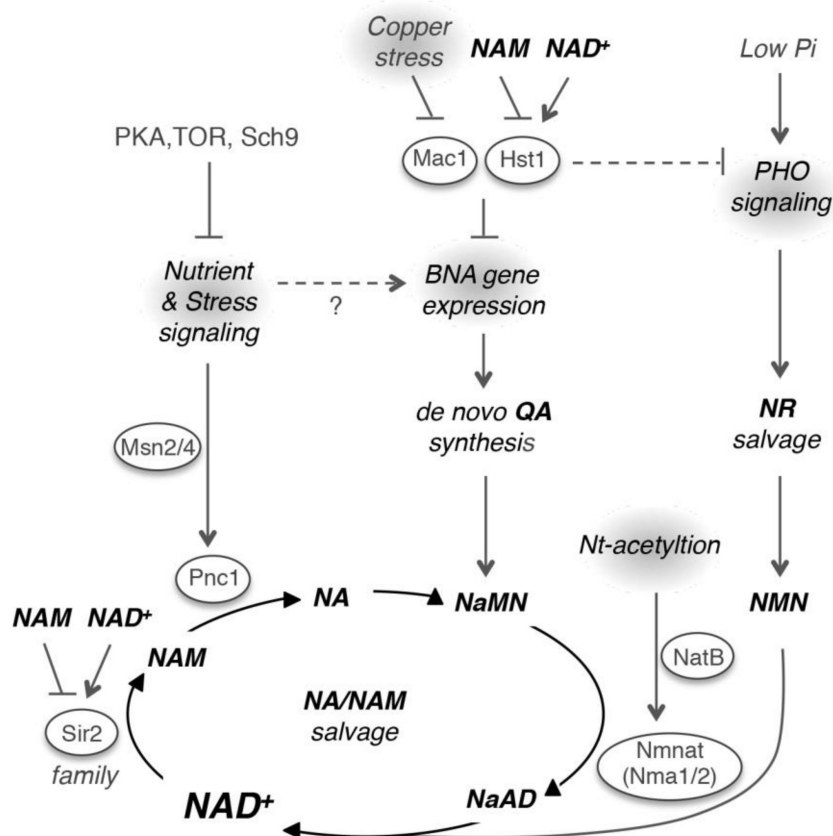 Copper
stress
NAM NAD+
Low Pi
PKA,TOR, Sch9
Mac1
Hst1
PHO
signaling
Nutrient
& Stress
signaling
?
BNA gene
expression
de novo QA
synthesis
NR
salvage
Msn2/4
Nt-acetyltion
Pnc1
NA
NaMN
NMN
NAM NAD+
NAM
NatB
Sir2
family
NA/NAM
salvage
Nmnat
(Nma1/2)
NAD+
NaAD